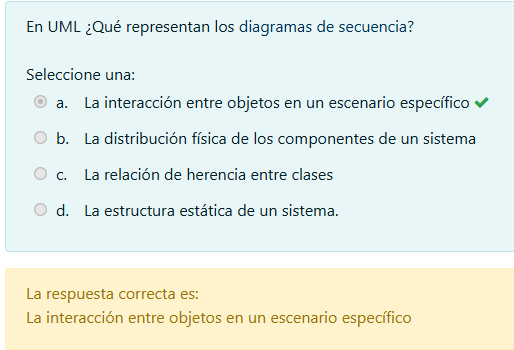 En UML ¿Qué representan los diagramas de secuencia?
Seleccione una:
a. La interacción entre objetos en un escenario específico
b. La distribución física de los componentes de un sistema
c. La relación de herencia entre clases
d. La estructura estática de un sistema.
La respuesta correcta es:
La interacción entre objetos en un escenario específico